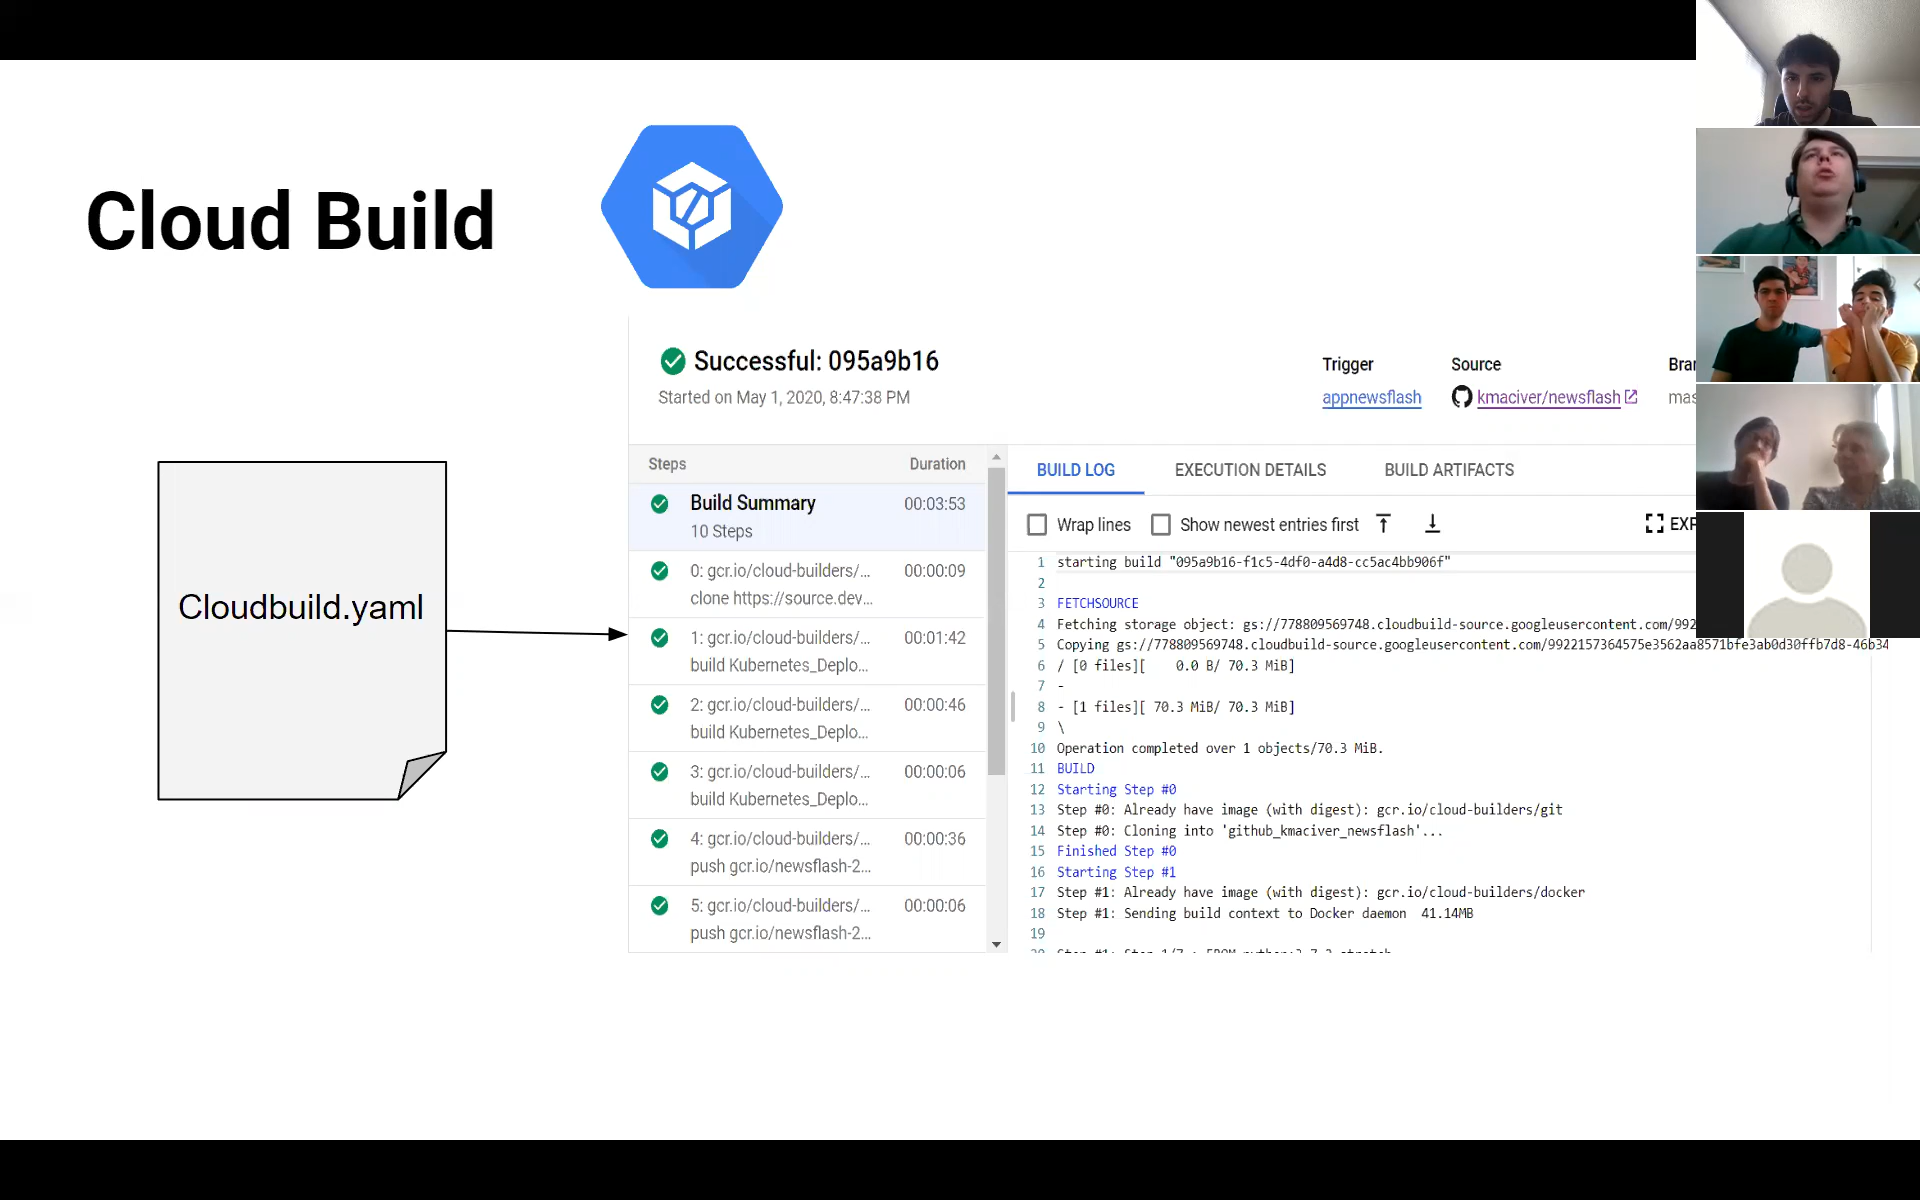 Cloud Build
Cloudbuild.yaml
Successful: 095a9b16
Started on May 1, 2020, 8:47:38 PM
Trigger
appnewsflash
Source
kmaciver/newsflash
Steps Duration
Build Summary 00:03:53
10 Steps
0: gcr.io/cloud-builders/... 00:00:09
clone https://source.dev...
1: gcr.io/cloud-builders/... 00:01:42
build Kubernetes_Deplo...
2: gcr.io/cloud-builders/... 00:00:46
build Kubernetes_Deplo...
3: gcr.io/cloud-builders/... 00:00:06
build Kubernetes_Deplo...
4: gcr.io/cloud-builders/... 00:00:36
push gcr.io/newsflash-2...
5: gcr.io/cloud-builders/... 00:00:06
push gcr.io/newsflash-2...
BUILD LOG EXECUTION DETAILS BUILD ARTIFACTS
Wrap lines Show newest entries first
1 starting build "095a9b16-f1c5-4df0-a4d8-cc5ac4bb906f"
2
3 FETCHSOURCE
4 Fetching storage object: gs://778809569748.cloudbuild-source.googleusercontent.com/992
5 Copying gs://778809569748.cloudbuild-source.googleusercontent.com/9922157364575e3562aa8571bfe3ab0d30ffb7d8-46b34
6 / [0 files][ 0.0 B/ 70.3 MiB]
7 -
8 - [1 files][ 70.3 MiB/ 70.3 MiB]
9 \
10 Operation completed over 1 objects/70.3 MiB.
11 BUILD
12 Starting Step #0
13 Step #0: Already have image (with digest): gcr.io/cloud-builders/git
14 Step #0: Cloning into 'github_kmaciver_newsflash'...
15 Finished Step #0
16 Starting Step #1
17 Step #1: Already have image (with digest): gcr.io/cloud-builders/docker
18 Step #1: Sending build context to Docker daemon 41.14MB
19